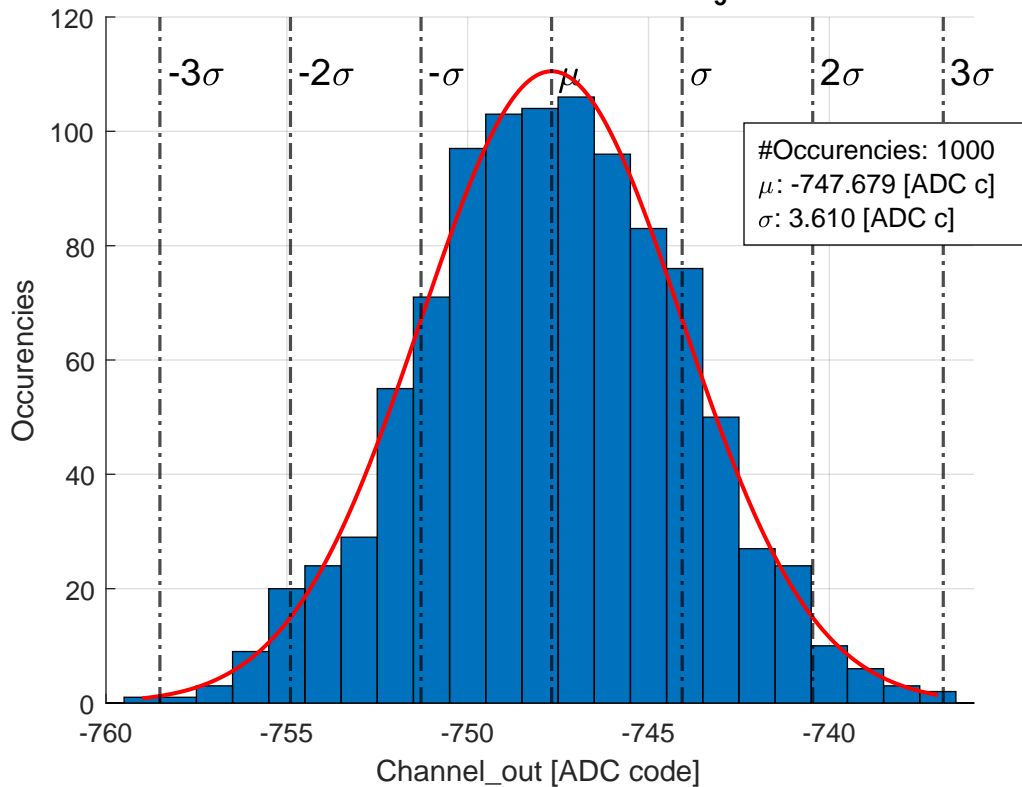 120
100
80
60
40
20
0
-3σ
-2σ
-σ
μ
σ
2σ
3σ
#Occurencies: 1000
μ: -747.679 [ADC c]
σ: 3.610 [ADC c]
Occurencies
-760
-755
-750
-745
-740
Channel_out [ADC code]